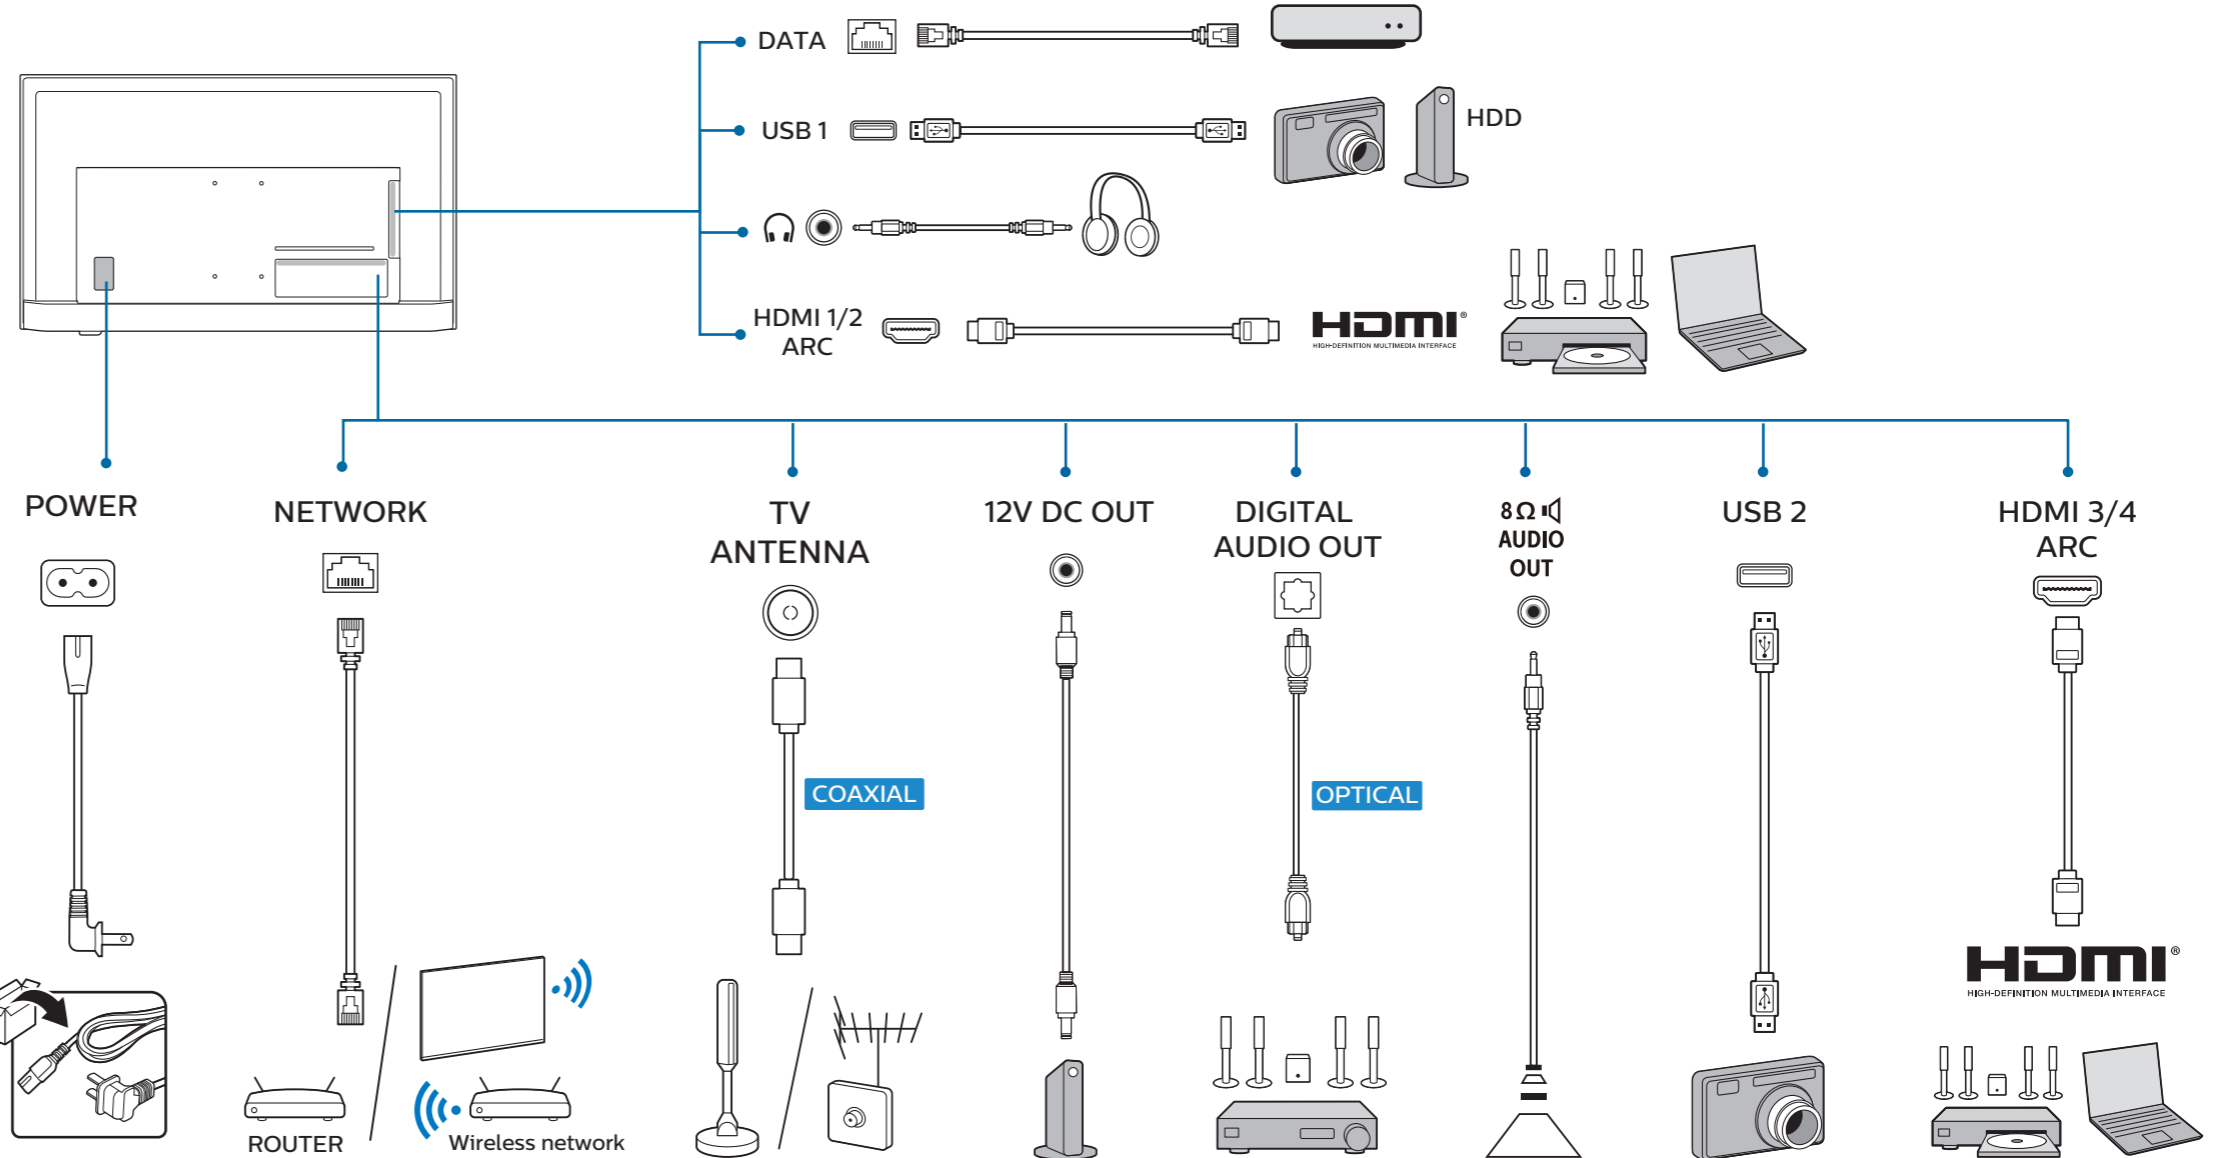 DATA
USB 1
HDD
HDMI 1/2
ARC
HDMI®
HIGH-DEFINITION MULTIMEDIA INTERFACE
POWER
NETWORK
TV
ANTENNA
12V DC OUT
DIGITAL
AUDIO OUT
8Ω
AUDIO
OUT
USB 2
HDMI 3/4
ARC
COAXIAL
OPTICAL
HDMI®
HIGH-DEFINITION MULTIMEDIA INTERFACE
ROUTER
Wireless network